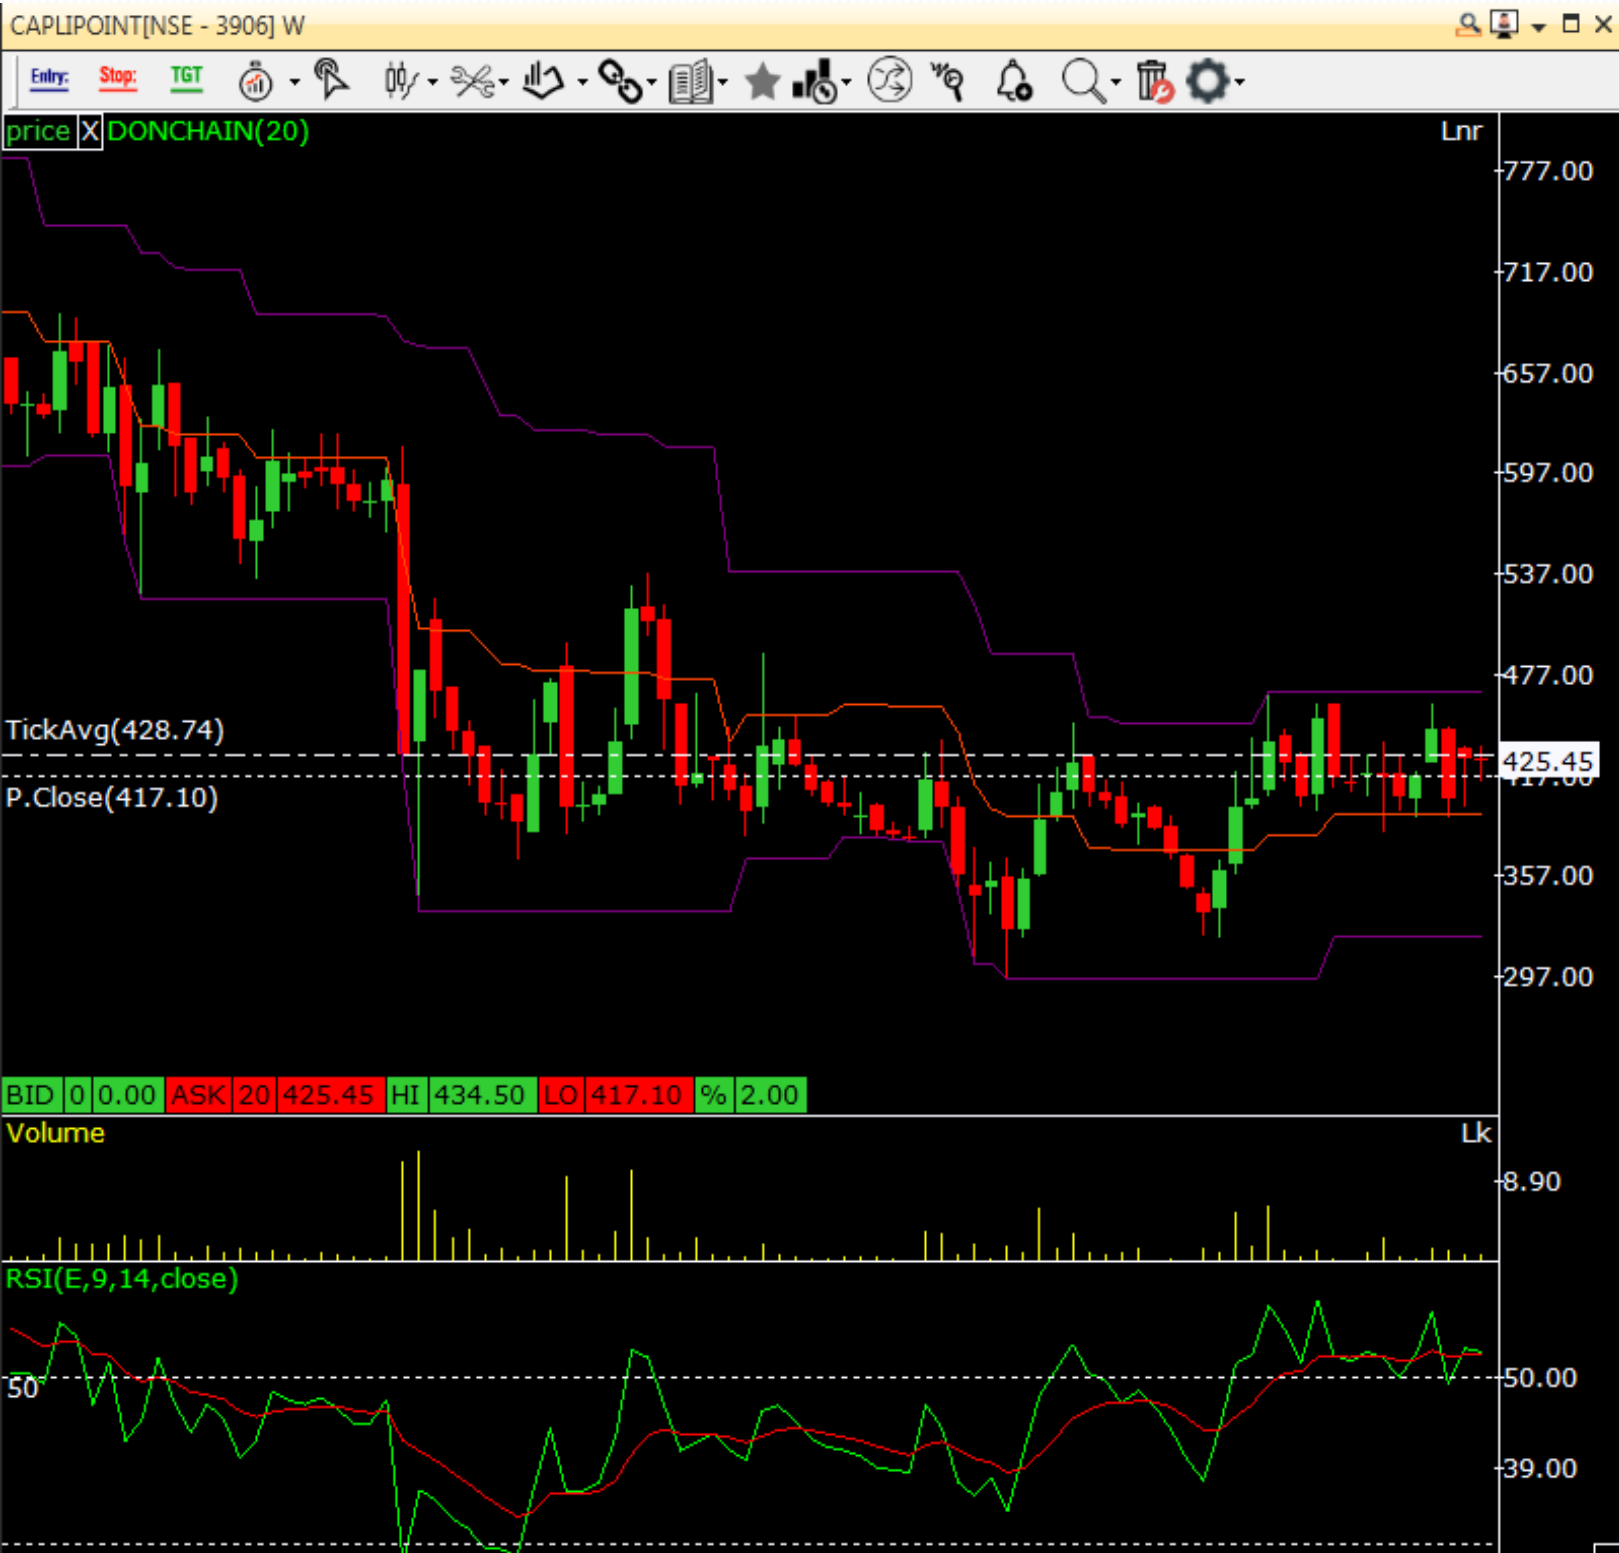 CAPLIPOINT[NSE - 3906] W
Entry: Stop: TGT
price X DONCHAIN(20) Lnr
777.00
717.00
657.00
597.00
537.00
477.00
TickAvg(428.74)
425.45
417.00
P.Close(417.10)
357.00
297.00
BID 0 0.00 ASK 20 425.45 HI 434.50 LO 417.10 % 2.00
Volume Lk
8.90
RSI(E,9,14,close)
50 50.00
39.00